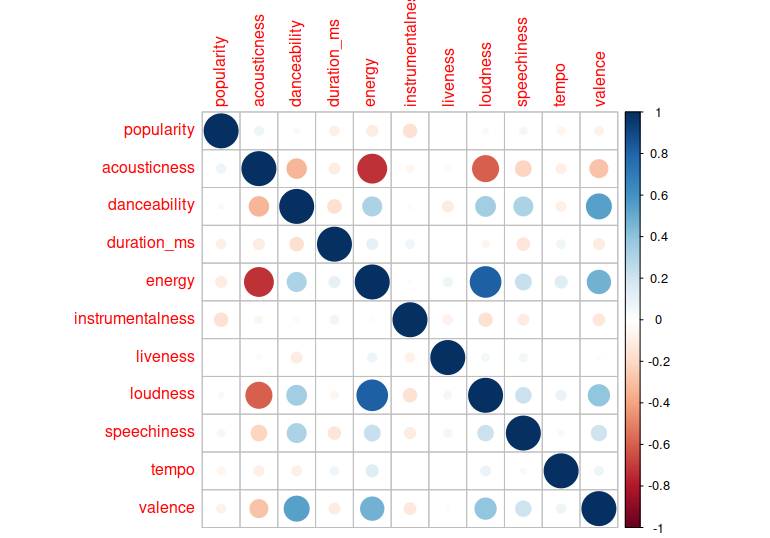 popularity
acousticness
danceability
duration_ms
energy
instrumentalnes
liveness
loudness
speechiness
tempo
valence
popularity
acousticness
danceability
duration_ms
energy
instrumentalness
liveness
loudness
speechiness
tempo
valence
1
0.8
0.6
0.4
0.2
0
-0.2
-0.4
-0.6
-0.8
-1